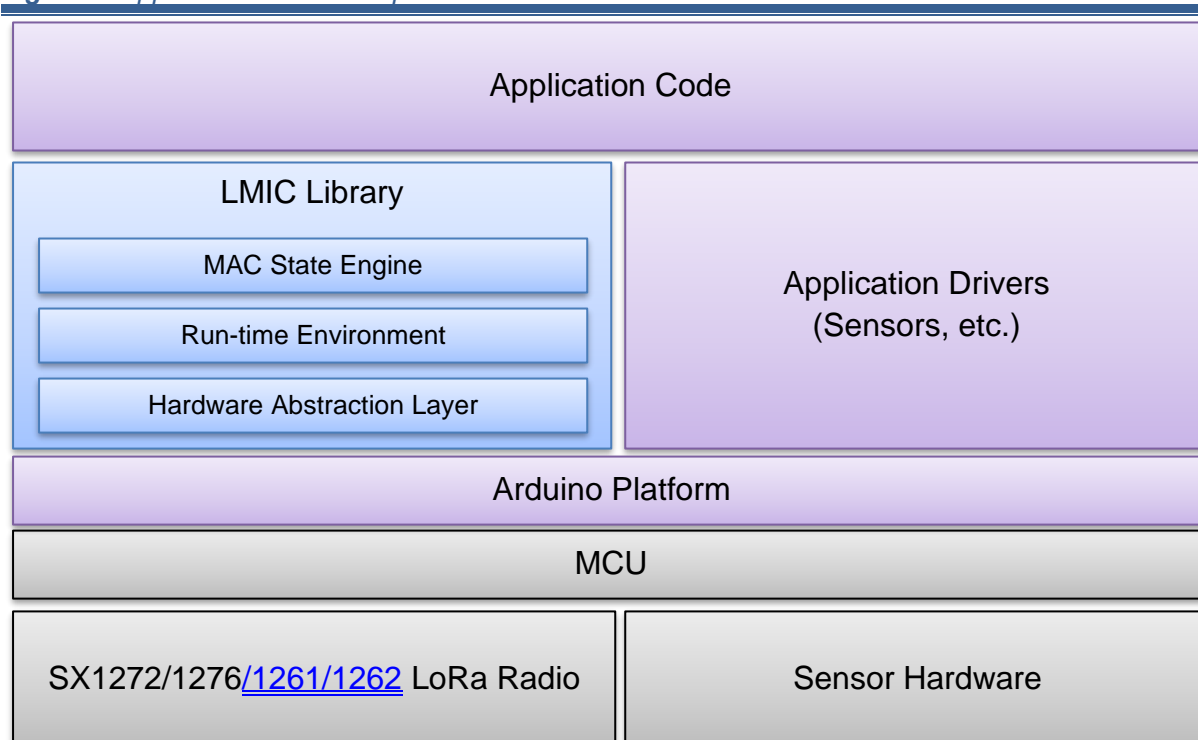 Application Code
LMIC Library
MAC State Engine
Run-time Environment
Hardware Abstraction Layer
Application Drivers
(Sensors, etc.)
Arduino Platform
MCU
SX1272/1276/1261/1262 LoRa Radio
Sensor Hardware